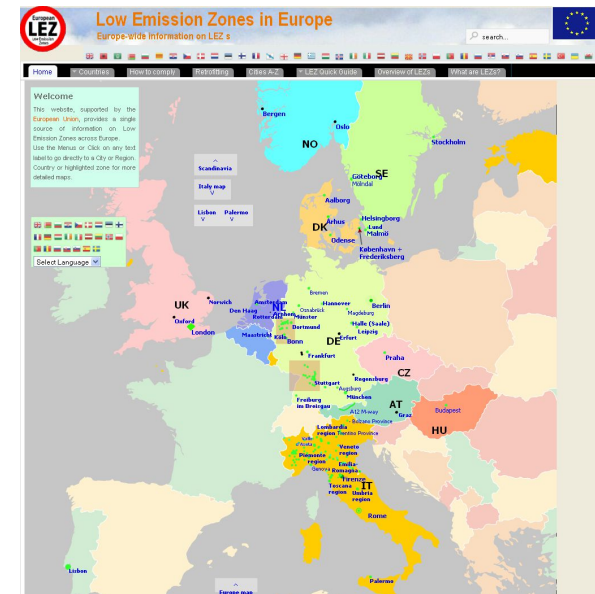 European
LEZ
Low Emission
Zones
Low Emission Zones in Europe
Europe-wide information on LEZ s
search...
Home
Countries
How to comply
Retrofitting
Cities A-Z
LEZ Quick Guide
Overview of LEZs
What are LEZs?
Welcome
This website, supported by the
European Union, provides a single
source of information on Low
Emission Zones across Europe.
Use the Menus or Click on any text
label to go directly to a City or Region.
Country or highlighted zone for more
detailed maps.
Select Language
^
Scandinavia
Italy map
V
Lisbon Palermo
V V
Bergen
Oslo
NO
Stockholm
SE
Göteborg
Mölndal
Aalborg
Århus
DK
Odense
Helsingborg
Lund
Malmö
København +
Frederiksberg
UK
Norwich
Oxford
London
Amsterdam
NL
Den Haag
Rotterdam
Arnhem
Maastricht
Bremen
Osnabrück
Hannover
Münster
Magdeburg
Berlin
Dortmund
Halle (Saale)
Leipzig
Köln
Bonn
DE
Erfurt
Frankfurt
Praha
CZ
Stuttgart
Regensburg
Augsburg
München
Freiburg
im Breisgau
AT
A12 Mway
Graz
Budapest
HU
Bolzano Province
Lombardia
region
Trentino Province
Valle
d'Aosta
Veneto
region
Piemonte
region
Genova
Emilia-
Romagna
Firenze
Toscana
region
IT
Umbria
region
Rome
Lisbon
Palermo
^
Europe map